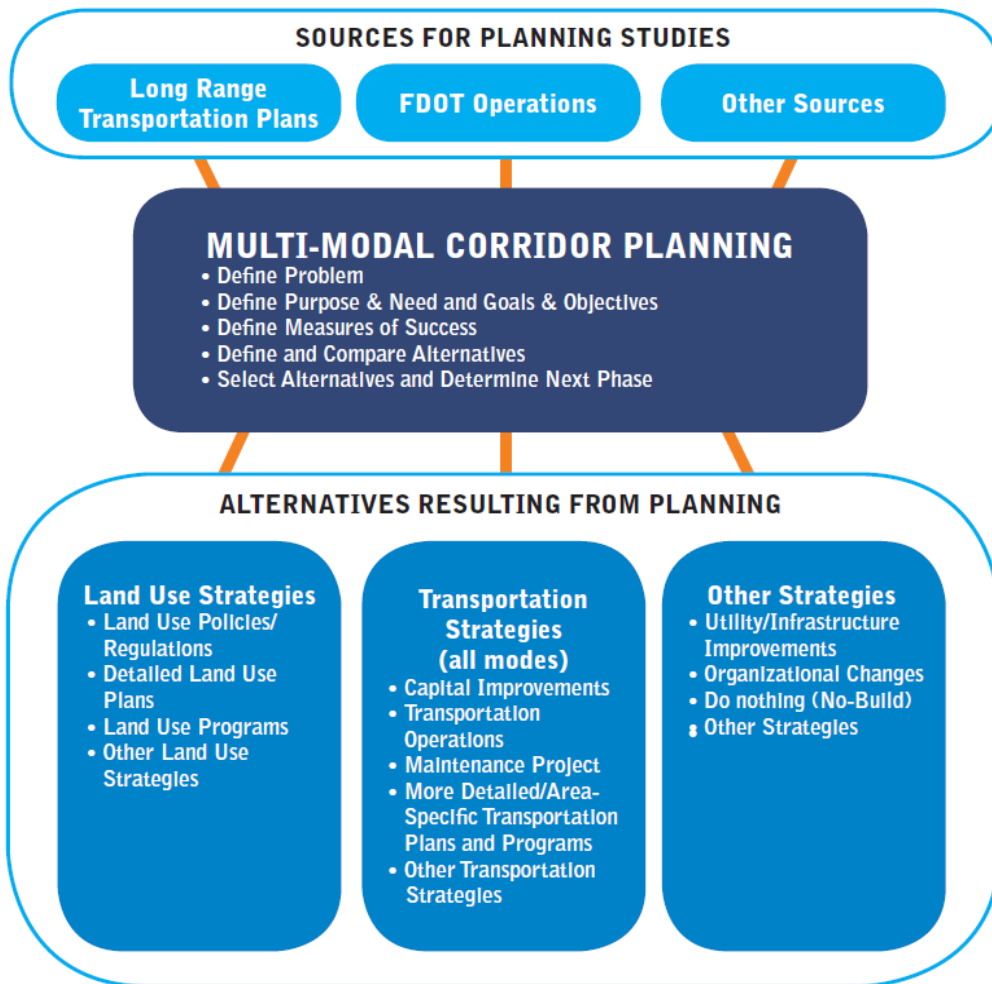 SOURCES FOR PLANNING STUDIES
Long Range
Transportation Plans
FDOT Operations
Other Sources
MULTI-MODAL CORRIDOR PLANNING
• Define Problem
• Define Purpose & Need and Goals & Objectives
• Define Measures of Success
• Define and Compare Alternatives
• Select Alternatives and Determine Next Phase
ALTERNATIVES RESULTING FROM PLANNING
Land Use Strategies
• Land Use Policies/
Regulations
• Detailed Land Use
Plans
• Land Use Programs
• Other Land Use
Strategies
Transportation
Strategies
(all modes)
• Capital Improvements
• Transportation
Operations
• Maintenance Project
• More Detailed/Area-
Specific Transportation
Plans and Programs
• Other Transportation
Strategies
Other Strategies
• Utility/Infrastructure
Improvements
• Organizational Changes
• Do nothing (No-Build)
• Other Strategies